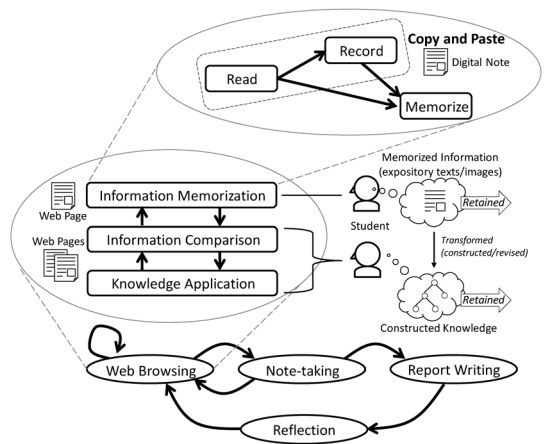 Copy and Paste
Record
Digital Note
Read
Memorize
Memorized Information
(expository texts/images)
Information Memorization
Retained
Web Page
Student
Web Pages
Information Comparison
Transformed
(constructed/revised)
Knowledge Application
Retained
Constructed Knowledge
Web Browsing
Note-taking
Report Writing
Reflection